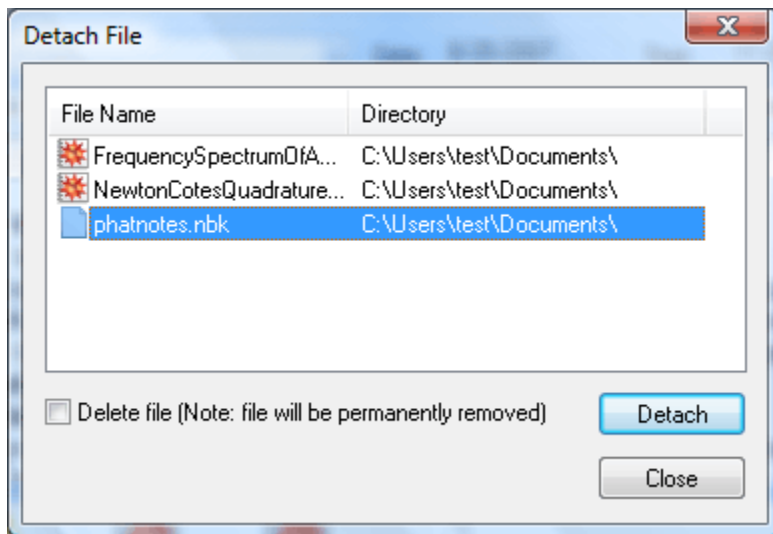 Detach File
File Name Directory
FrequencySpectrumOfA... C:\Users\test\Documents\
NewtonCotesQuadrature... C:\Users\test\Documents\
phatnotes.nbk C:\Users\test\Documents\
Delete file (Note: file will be permanently removed) Detach
Close